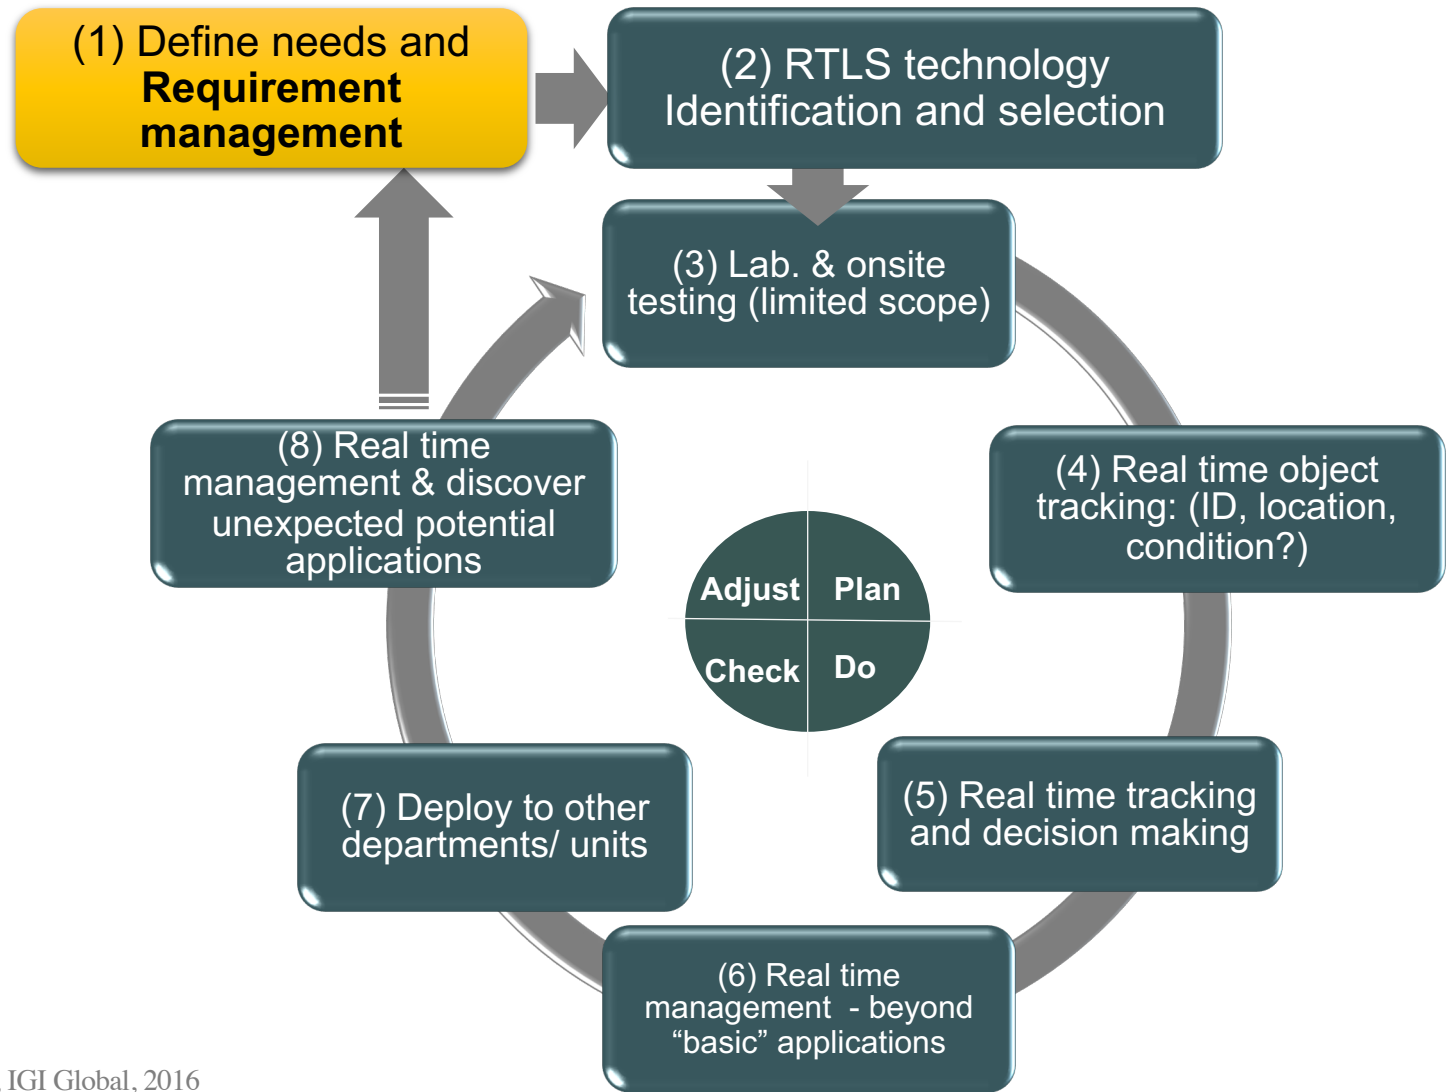 (1) Define needs and
Requirement
management
(2) RTLS technology
Identification and selection
(3) Lab. & onsite
testing (limited scope)
(4) Real time object
tracking: (ID, location,
condition?)
(5) Real time tracking
and decision making
(6) Real time
management - beyond
“basic” applications
(7) Deploy to other
departments/ units
(8) Real time
management & discover
unexpected potential
applications
Adjust
Plan
Check
Do
, IGI Global, 2016